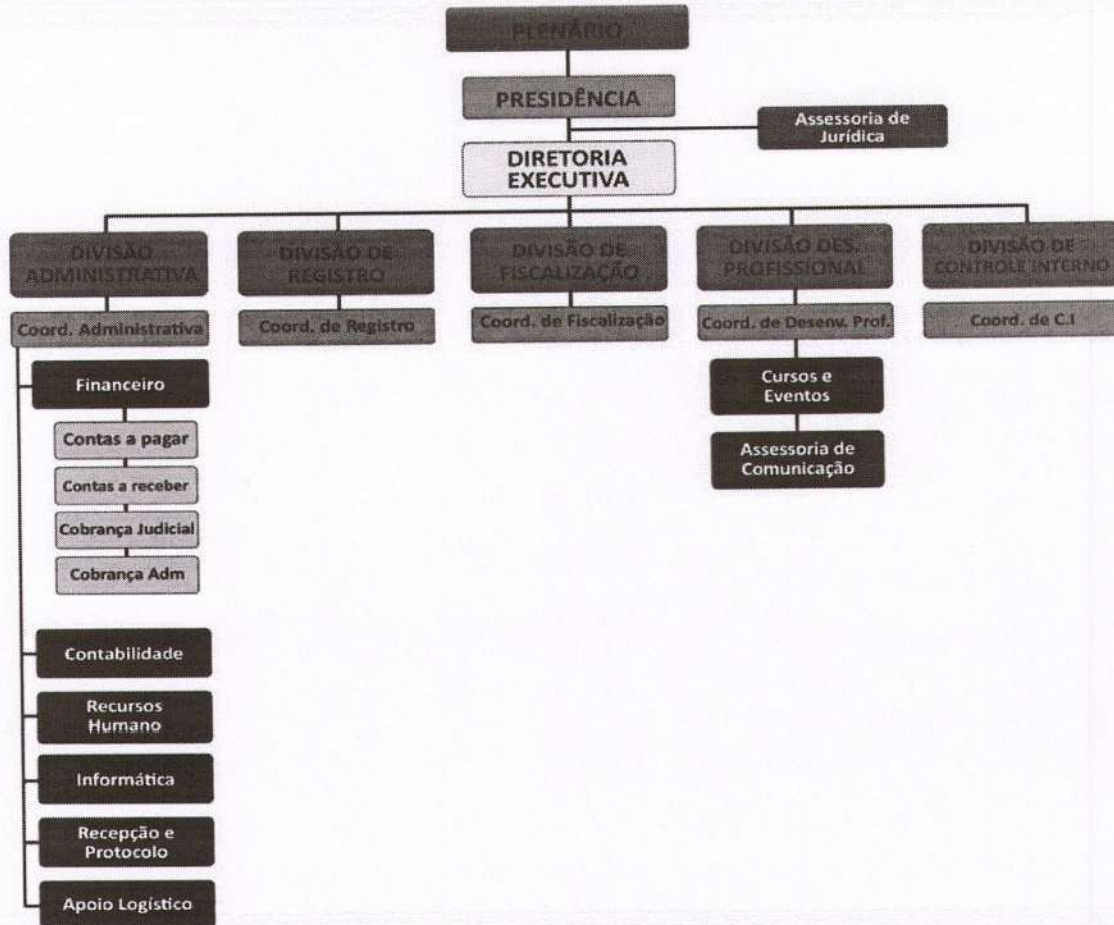 PLENÁRIO
PRESIDÊNCIA
Assessoria de
Jurídica
DIRETORIA
EXECUTIVA
DIVISÃO
ADMINISTRATIVA
DIVISÃO DE
REGISTRO
DIVISÃO DE
FISCALIZAÇÃO
DIVISÃO DES.
PROFISSIONAL
DIVISÃO DE
CONTROLE INTERNO
Coord. Administrativa
Coord. de Registro
Coord. de Fiscalização
Coord. de Desenv. Prof.
Coord. de C.I
Financeiro
Contas a pagar
Contas a receber
Cobrança Judicial
Cobrança Adm
Cursos e
Eventos
Assessoria de
Comunicação
Contabilidade
Recursos
Humano
Informática
Recepção e
Protocolo
Apoio Logístico